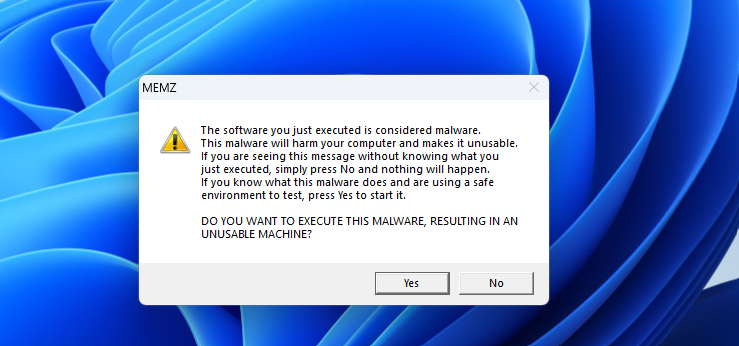 MEMZ
The software you just executed is considered malware.
This malware will harm your computer and makes it unusable.
If you are seeing this message without knowing what you
just executed, simply press No and nothing will happen.
If you know what this malware does and are using a safe
environment to test, press Yes to start it.
DO YOU WANT TO EXECUTE THIS MALWARE, RESULTING IN AN
UNUSABLE MACHINE?
Yes No